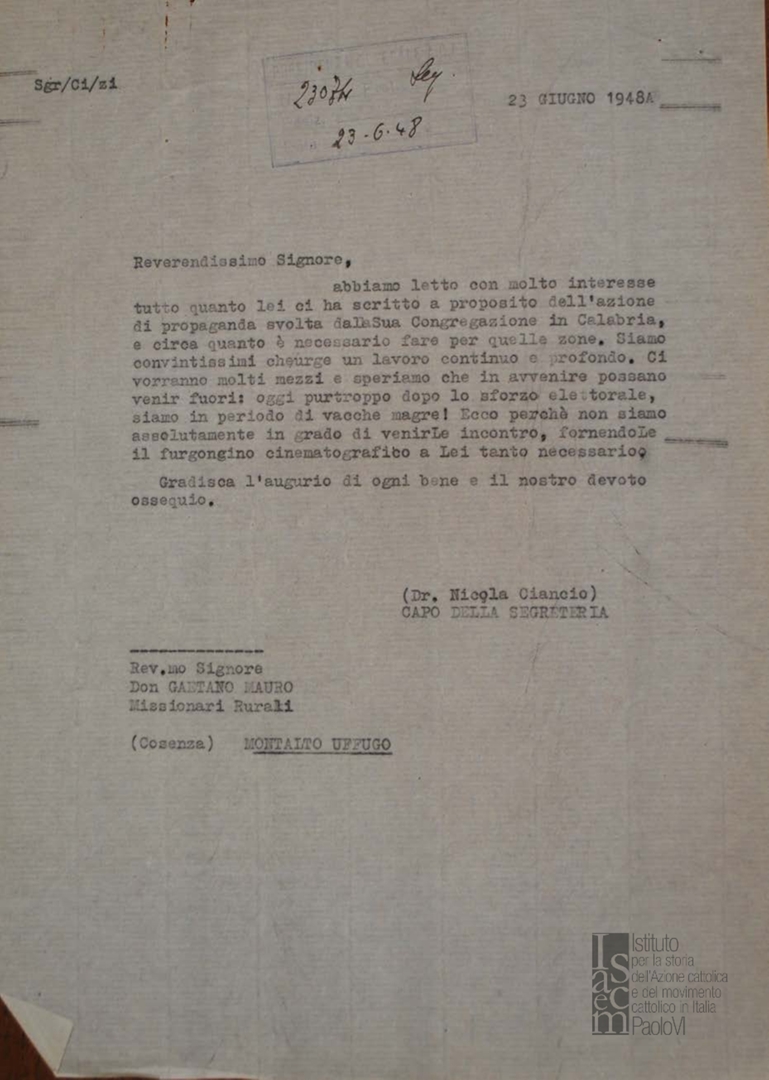 Sgr/Ci/zi
23074 Seg.
23-6-48
23 GIUGNO 1948A
Reverendissimo Signore,
abbiamo letto con molto interesse
tutto quanto lei ci ha scritto a proposito dell'azione
di propaganda svolta dalaSua Congregazione in Calabria,
e circa quanto è necessario fare per quelle zone. Siamo
convintissimi cheurge un lavoro continuo e profondo. Ci
vorranno molti mezzi e speriamo che in avvenire possano
venir fuori: oggi purtroppo dopo lo sforzo elettorale,
siamo in periodo di vacche magre! Ecco perchè non siamo
assolutamente in grado di venirLe incontro, fornendoLe
il furgongino cinematografico a Lei tanto necessario.
Gradisca l'augurio di ogni bene e il nostro devoto
ossequio.
(Dr. Nicola Ciancio)
CAPO DELLA SEGRETERIA
Rev.mo Signore
Don GAETANO MAURO
Missionari Rurali
(Cosenza) MONTALTO UFFUGO
Isacem
Istituto
per la storia
dell'Azione cattolica
e del movimento
cattolico in Italia
PaoloVI